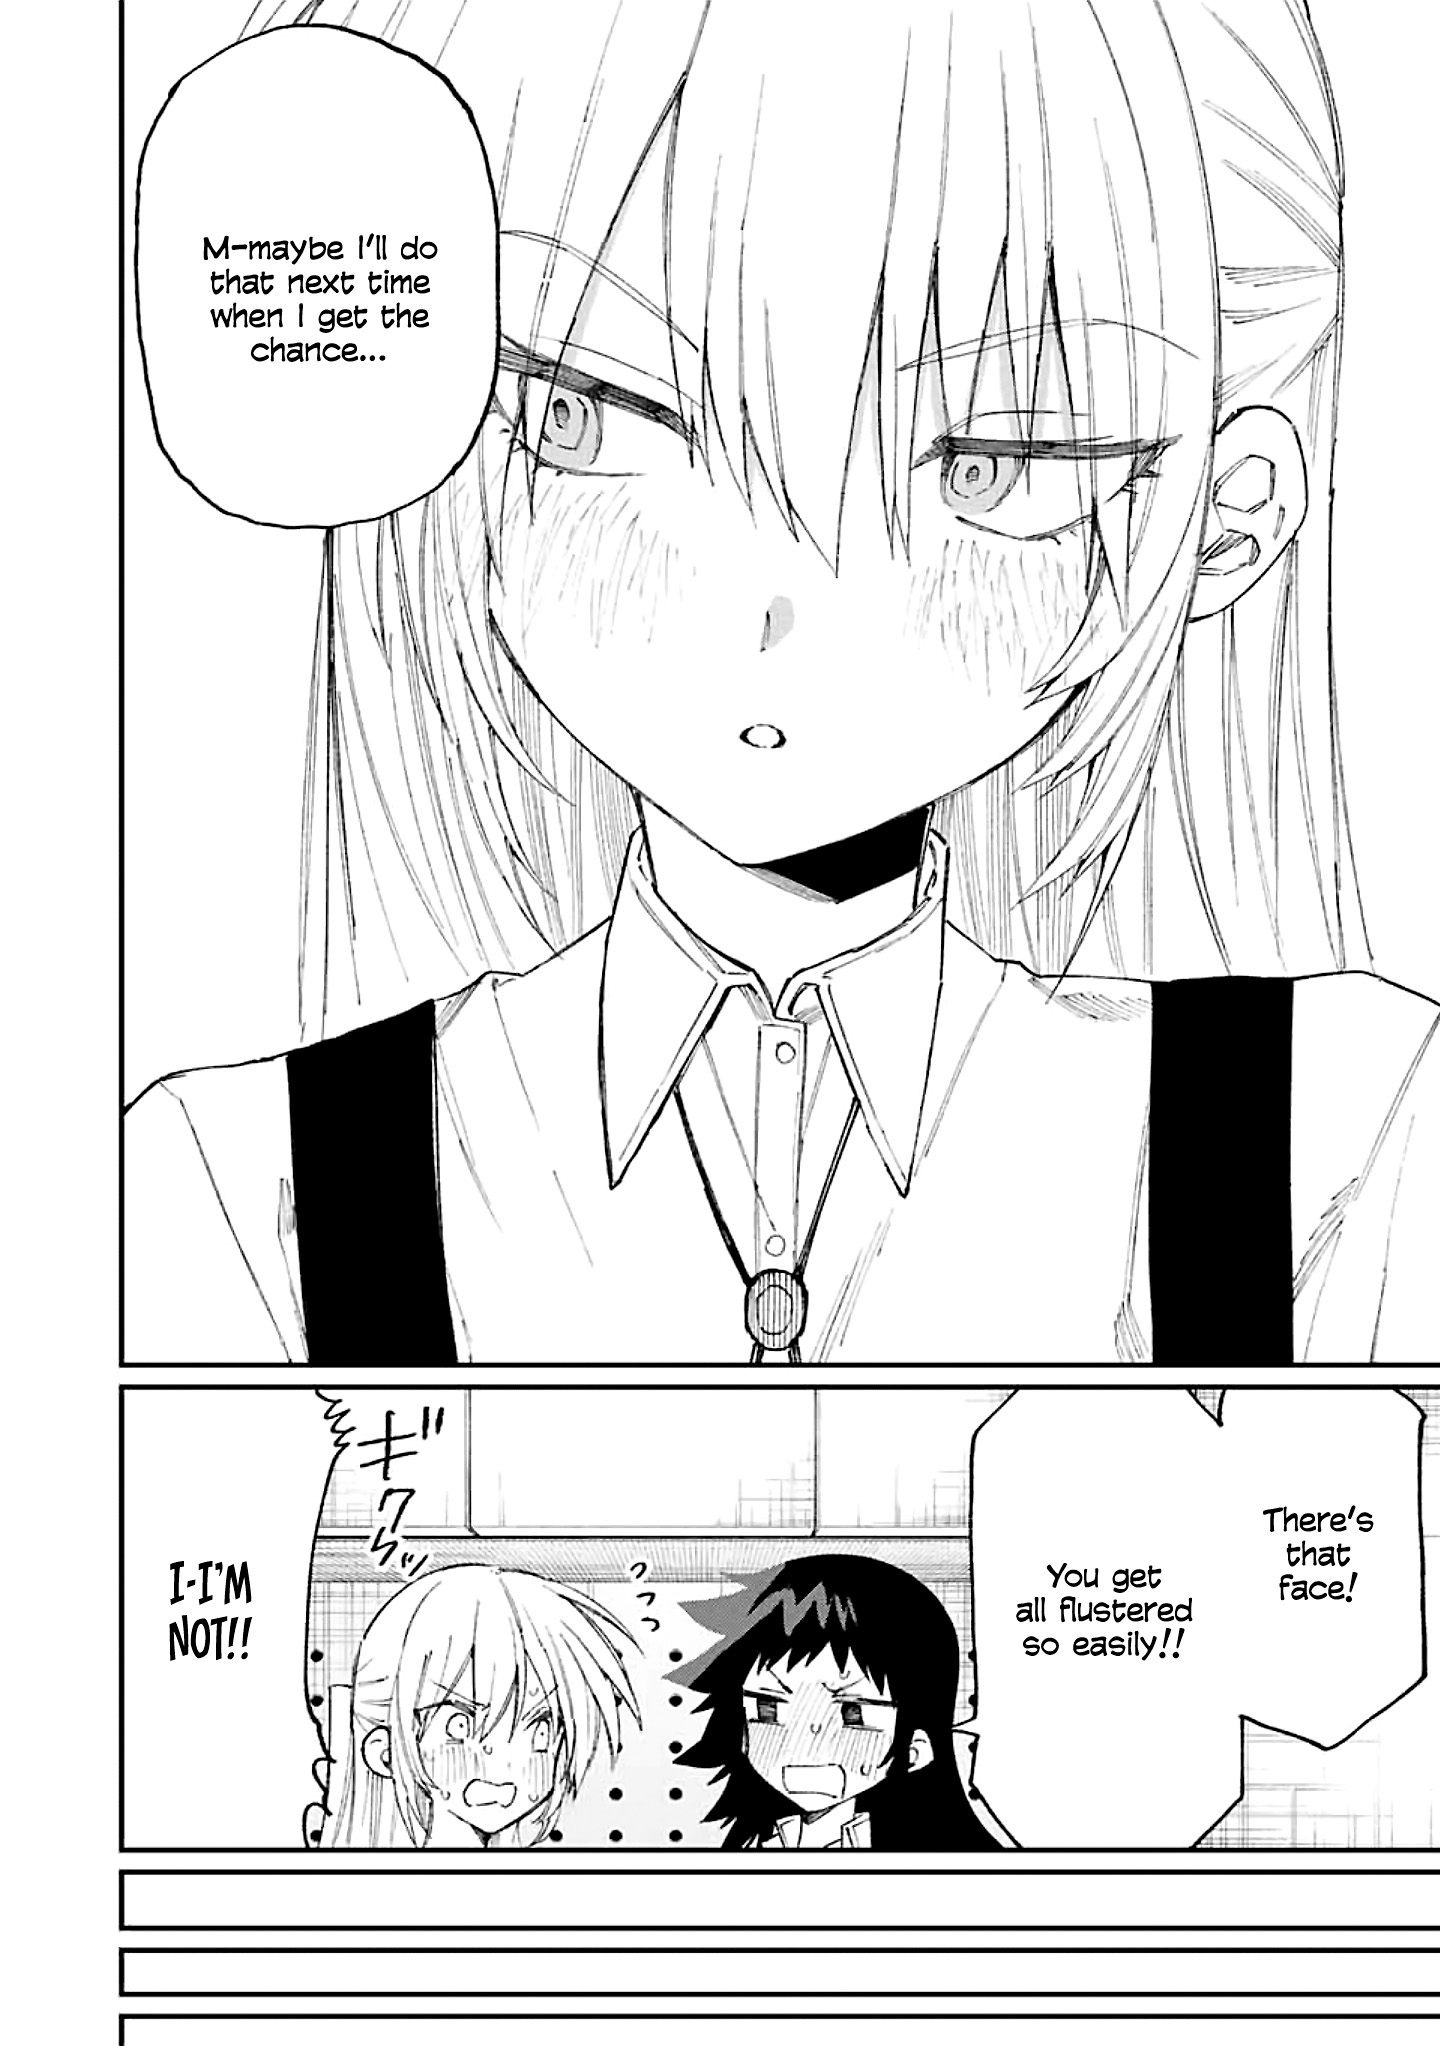 M-maybe I'll do
that next time
when I get the
chance...
There's
that
face!
You get
all flustered
so easily!!
ギクッ
I-I'M
NOT!!